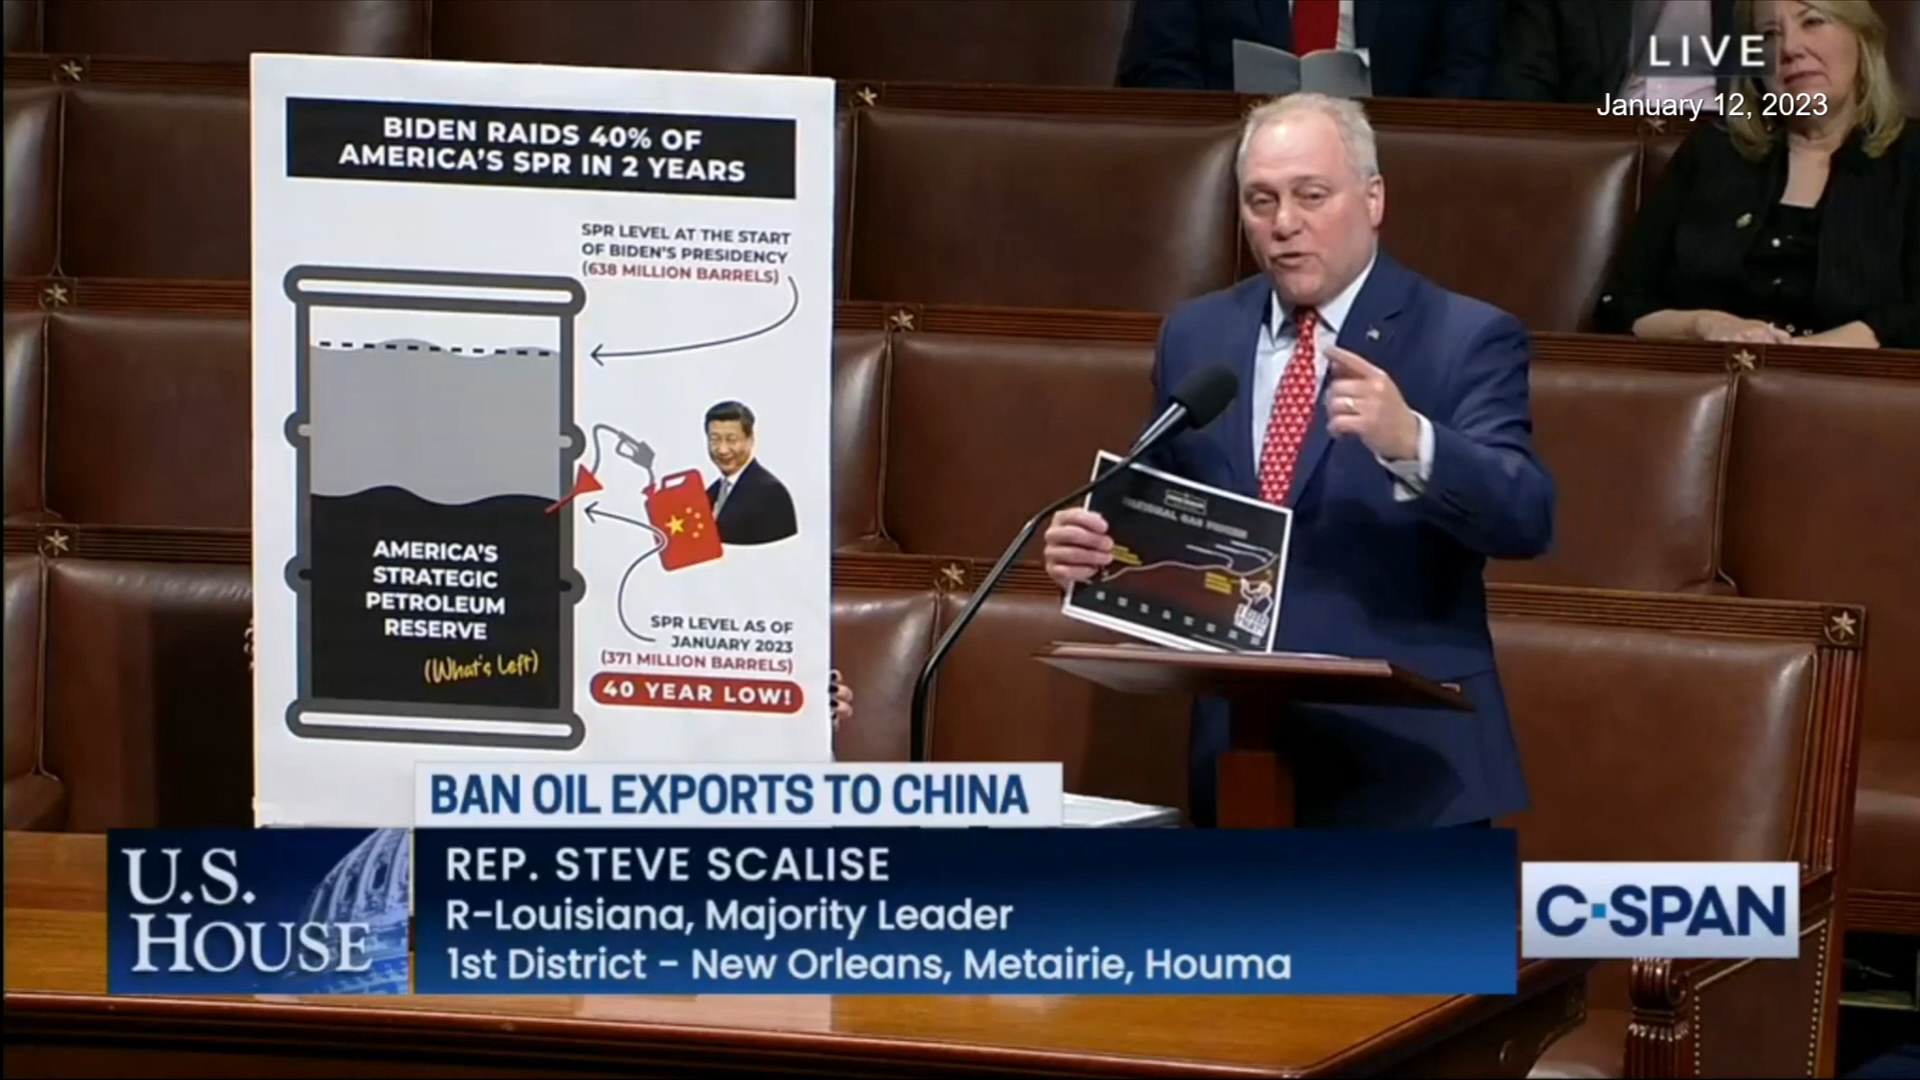 LIVE
January 12, 2023
BIDEN RAIDS 40% OF
AMERICA'S SPR IN 2 YEARS
SPR LEVEL AT THE START
OF BIDEN'S PRESIDENCY
(638 MILLION BARRELS)
AMERICA'S
STRATEGIC
PETROLEUM
RESERVE
(What's Left)
SPR LEVEL AS OF
JANUARY 2023
(371 MILLION BARRELS)
40 YEAR LOW!
BAN OIL EXPORTS TO CHINA
U.S.
HOUSE
REP. STEVE SCALISE
R-Louisiana, Majority Leader
1st District - New Orleans, Metairie, Houma
C-SPAN